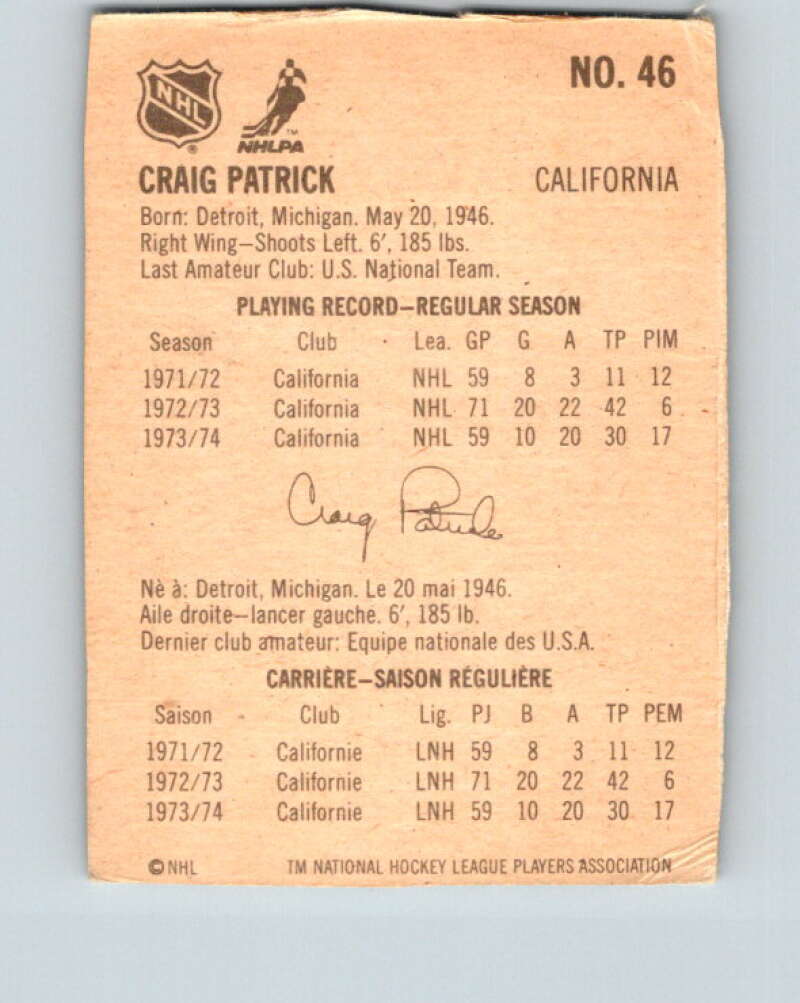 NO. 46
NHL
®
TM
NHLPA
CRAIG PATRICK CALIFORNIA
Born: Detroit, Michigan. May 20, 1946.
Right Wing—Shoots Left. 6′, 185 lbs.
Last Amateur Club: U.S. National Team.
PLAYING RECORD—REGULAR SEASON
Season Club Lea. GP G A TP PIM
1971/72 California NHL 59 8 3 11 12
1972/73 California NHL 71 20 22 42 6
1973/74 California NHL 59 10 20 30 17
Craig Patrick
Nè à: Detroit, Michigan. Le 20 mai 1946.
Aile droite—lancer gauche. 6′, 185 lb.
Dernier club amateur: Equipe nationale des U.S.A.
CARRIÈRE—SAISON RÉGULIÈRE
Saison Club Lig. PJ B A TP PEM
1971/72 Californie LNH 59 8 3 11 12
1972/73 Californie LNH 71 20 22 42 6
1973/74 Californie LNH 59 10 20 30 17
© NHL TM NATIONAL HOCKEY LEAGUE PLAYERS ASSOCIATION